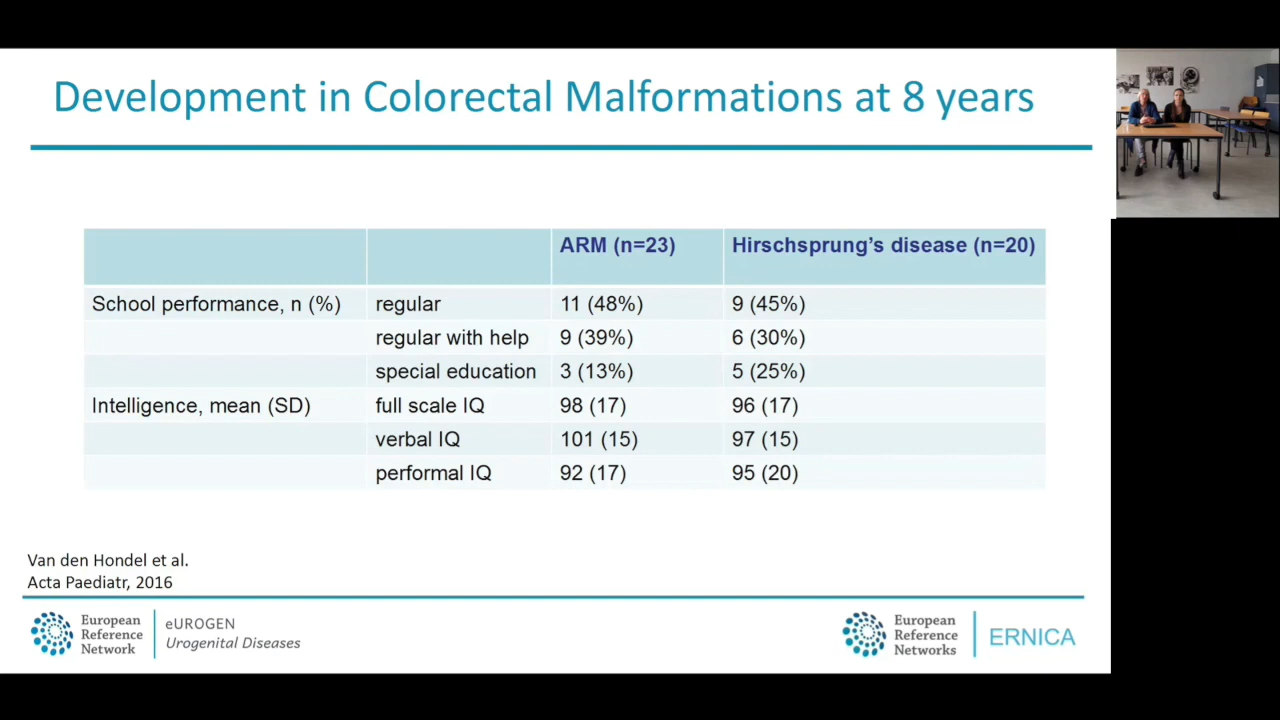 Development in Colorectal Malformations at 8 years
ARM (n=23) Hirschsprung's disease (n=20)
School performance, n (%) regular 11 (48%) 9 (45%)
regular with help 9 (39%) 6 (30%)
special education 3 (13%) 5 (25%)
Intelligence, mean (SD) full scale IQ 98 (17) 96 (17)
verbal IQ 101 (15) 97 (15)
performal IQ 92 (17) 95 (20)
Van den Hondel et al.
Acta Paediatr, 2016
European
Reference
Network
eUROGEN
Urogenital Diseases
European
Reference
Networks
ERNICA